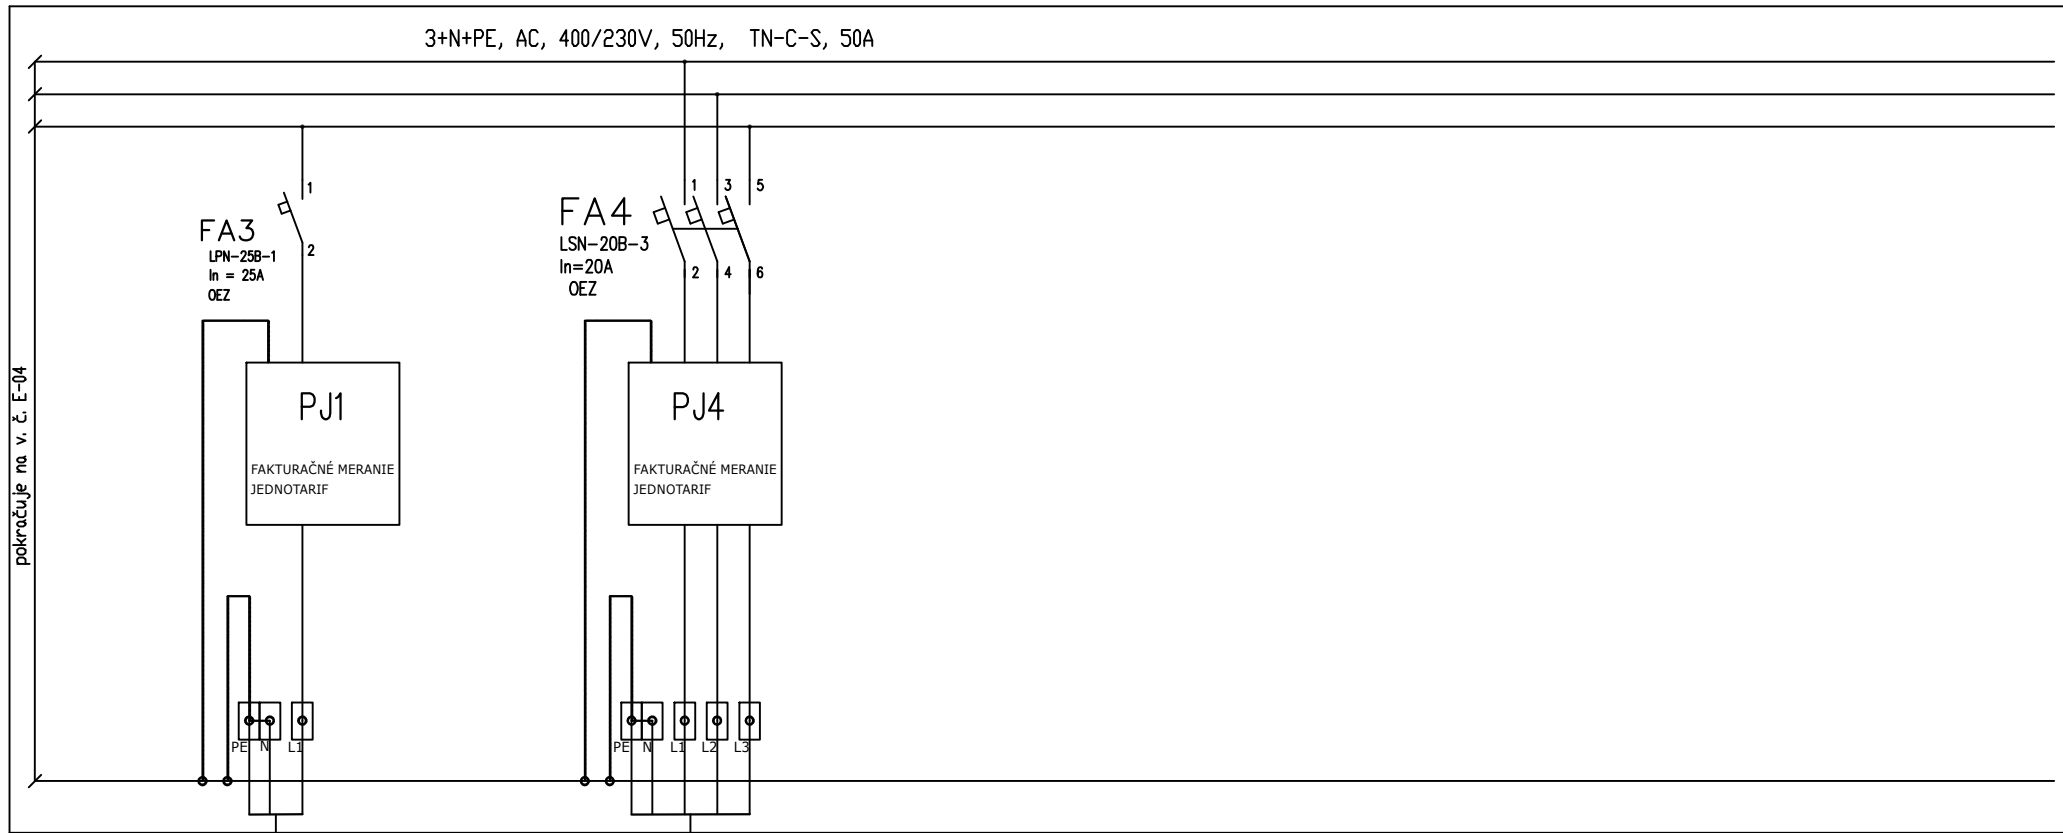 3+N+PE, AC, 400/230V, 50Hz, TN-C-S, 50A
pokračuje na v. č. E-04
1
FA3
LPN-25B-1
In = 25A
OEZ
2
PJ1
FAKTURAČNÉ MERANIE
JEDNOTARIF
PE N L1
1 3 5
FA4
LSN-20B-3
In=20A
OEZ
2 4 6
PJ4
FAKTURAČNÉ MERANIE
JEDNOTARIF
PE N L1 L2 L3